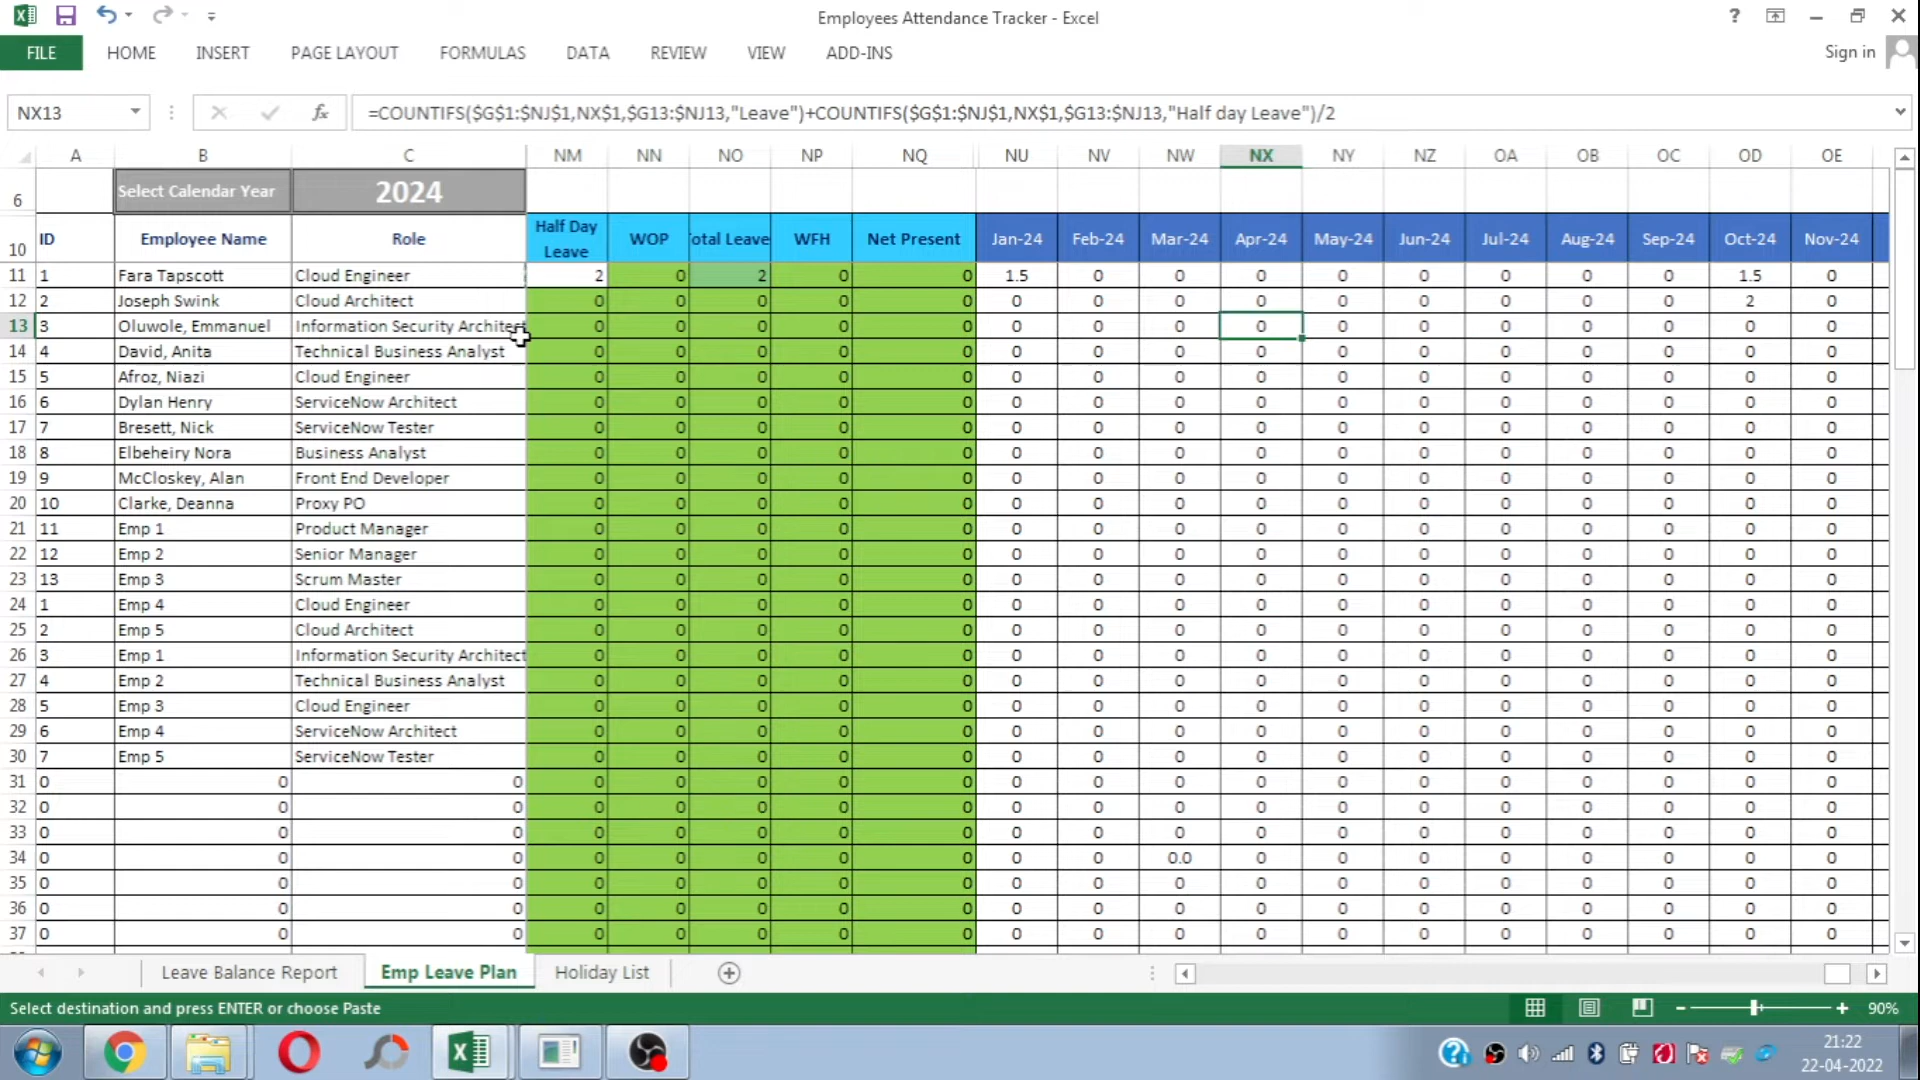 Employees Attendance Tracker - Excel
FILE HOME INSERT PAGE LAYOUT FORMULAS DATA REVIEW VIEW ADD-INS Sign in
NX13 fx =COUNTIFS($G$1:$NJ$1,NX$1,$G13:$NJ13,"Leave")+COUNTIFS($G$1:$NJ$1,NX$1,$G13:$NJ13,"Half day Leave")/2
A B C NM NN NO NP NQ NU NV NW NX NY NZ OA OB OC OD OE
6 Select Calendar Year 2024
10 ID Employee Name Role Half Day Leave WOP otal Leave WFH Net Present Jan-24 Feb-24 Mar-24 Apr-24 May-24 Jun-24 Jul-24 Aug-24 Sep-24 Oct-24 Nov-24
11 1 Fara Tapscott Cloud Engineer 2 0 2 0 0 1.5 0 0 0 0 0 0 0 0 1.5 0
12 2 Joseph Swink Cloud Architect 0 0 0 0 0 0 0 0 0 0 0 0 0 0 2 0
13 3 Oluwole, Emmanuel Information Security Architect 0 0 0 0 0 0 0 0 0 0 0 0 0 0 0 0
14 4 David, Anita Technical Business Analyst 0 0 0 0 0 0 0 0 0 0 0 0 0 0 0 0
15 5 Afroz, Niazi Cloud Engineer 0 0 0 0 0 0 0 0 0 0 0 0 0 0 0 0
16 6 Dylan Henry ServiceNow Architect 0 0 0 0 0 0 0 0 0 0 0 0 0 0 0 0
17 7 Bresett, Nick ServiceNow Tester 0 0 0 0 0 0 0 0 0 0 0 0 0 0 0 0
18 8 Elbeheiry Nora Business Analyst 0 0 0 0 0 0 0 0 0 0 0 0 0 0 0 0
19 9 McCloskey, Alan Front End Developer 0 0 0 0 0 0 0 0 0 0 0 0 0 0 0 0
20 10 Clarke, Deanna Proxy PO 0 0 0 0 0 0 0 0 0 0 0 0 0 0 0 0
21 11 Emp 1 Product Manager 0 0 0 0 0 0 0 0 0 0 0 0 0 0 0 0
22 12 Emp 2 Senior Manager 0 0 0 0 0 0 0 0 0 0 0 0 0 0 0 0
23 13 Emp 3 Scrum Master 0 0 0 0 0 0 0 0 0 0 0 0 0 0 0 0
24 1 Emp 4 Cloud Engineer 0 0 0 0 0 0 0 0 0 0 0 0 0 0 0 0
25 2 Emp 5 Cloud Architect 0 0 0 0 0 0 0 0 0 0 0 0 0 0 0 0
26 3 Emp 1 Information Security Architect 0 0 0 0 0 0 0 0 0 0 0 0 0 0 0 0
27 4 Emp 2 Technical Business Analyst 0 0 0 0 0 0 0 0 0 0 0 0 0 0 0 0
28 5 Emp 3 Cloud Engineer 0 0 0 0 0 0 0 0 0 0 0 0 0 0 0 0
29 6 Emp 4 ServiceNow Architect 0 0 0 0 0 0 0 0 0 0 0 0 0 0 0 0
30 7 Emp 5 ServiceNow Tester 0 0 0 0 0 0 0 0 0 0 0 0 0 0 0 0
31 0 0 0 0 0 0 0 0 0 0 0 0 0 0 0 0 0 0 0
32 0 0 0 0 0 0 0 0 0 0 0 0 0 0 0 0 0 0 0
33 0 0 0 0 0 0 0 0 0 0 0 0 0 0 0 0 0 0 0
34 0 0 0 0 0 0 0 0 0 0 0.0 0 0 0 0 0 0 0 0
35 0 0 0 0 0 0 0 0 0 0 0 0 0 0 0 0 0 0 0
36 0 0 0 0 0 0 0 0 0 0 0 0 0 0 0 0 0 0 0
37 0 0 0 0 0 0 0 0 0 0 0 0 0 0 0 0 0 0 0
Leave Balance Report Emp Leave Plan Holiday List
Select destination and press ENTER or choose Paste 90%
21:22
22-04-2022